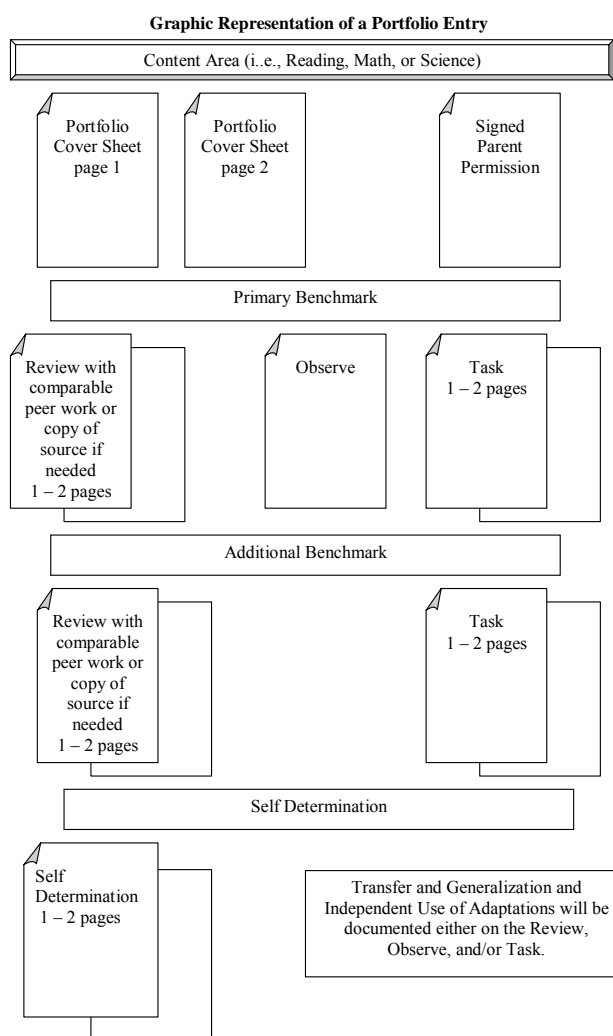 Graphic Representation of a Portfolio Entry
Content Area (i..e., Reading, Math, or Science)
Portfolio
Cover Sheet
page 1
Portfolio
Cover Sheet
page 2
Signed
Parent
Permission
Primary Benchmark
Review with
comparable
peer work or
copy of
source if
needed
1 – 2 pages
Observe
Task
1 – 2 pages
Additional Benchmark
Review with
comparable
peer work or
copy of
source if
needed
1 – 2 pages
Task
1 – 2 pages
Self Determination
Self
Determination
1 – 2 pages
Transfer and Generalization and
Independent Use of Adaptations will be
documented either on the Review,
Observe, and/or Task.